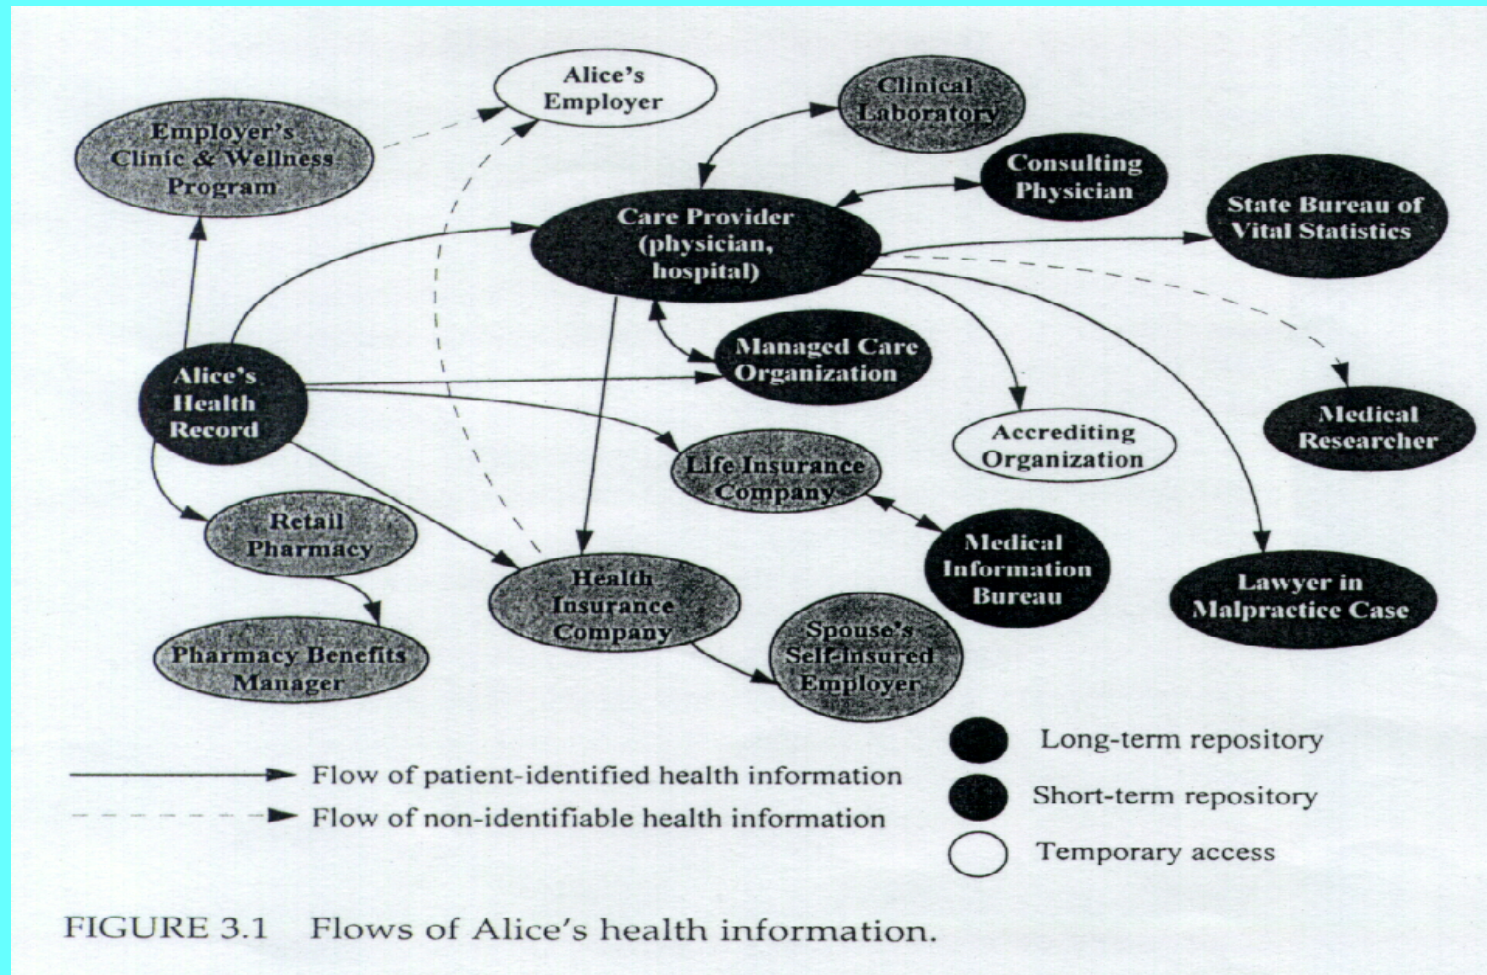 Alice's
Employer
Clinical
Laboratory
Employer's
Clinic & Wellness
Program
Consulting
Physician
State Bureau of
Vital Statistics
Care Provider
(physician,
hospital)
Managed Care
Organization
Alice's
Health
Record
Accrediting
Organization
Medical
Researcher
Life Insurance
Company
Retail
Pharmacy
Medical
Information
Bureau
Health
Insurance
Company
Lawyer in
Malpractice Case
Pharmacy Benefits
Manager
Spouse's
Self-Insured
Employer
Long-term repository
Flow of patient-identified health information
Short-term repository
Flow of non-identifiable health information
Temporary access
FIGURE 3.1 Flows of Alice's health information.